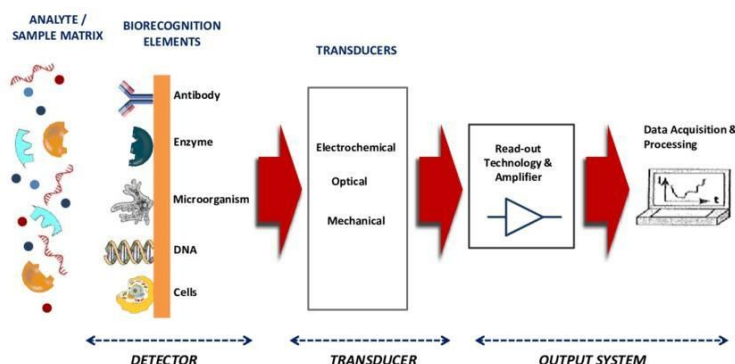 ANALYTE /
SAMPLE MATRIX
BIORECOGNITION
ELEMENTS
TRANSDUCERS
Antibody
Enzyme
Microorganism
DNA
Cells
Electrochemical
Optical
Mechanical
Read-out
Technology &
Amplifier
Data Acquisition &
Processing
I
t
DETECTOR
TRANSDUCER
OUTPUT SYSTEM